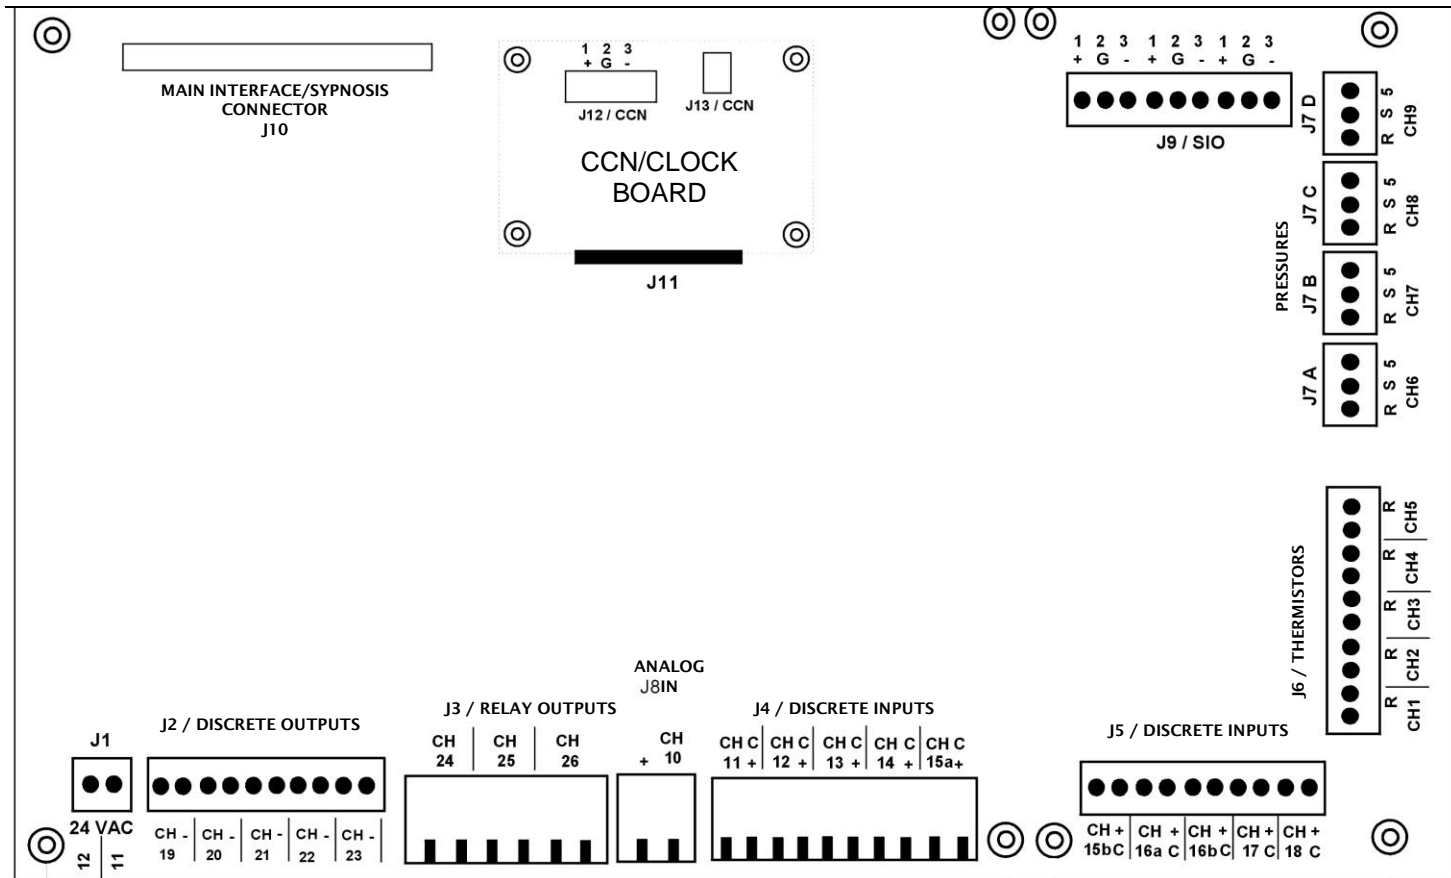 MAIN INTERFACE/SYPNOSIS
CONNECTOR
J10
1 2 3
+ G -
J12 / CCN
J13 / CCN
CCN/CLOCK
BOARD
J11
1 2 3 1 2 3 1 2 3
+ G - + G - + G -
J9 / SIO
J7 D
R S 5
CH9
J7 C
R S 5
CH8
PRESSURES
J7 B
R S 5
CH7
J7 A
R S 5
CH6
J6 / THERMISTORS
R
CH5
R
CH4
R
CH3
R
CH2
R
CH1
ANALOG
J8IN
+ CH
10
J3 / RELAY OUTPUTS
CH CH CH
24 25 26
J4 / DISCRETE INPUTS
CH C CH C CH C CH C CH C
11 + 12 + 13 + 14 + 15a+
J2 / DISCRETE OUTPUTS
CH - CH - CH - CH - CH -
19 20 21 22 23
J1
24 VAC
12 11
J5 / DISCRETE INPUTS
CH + CH + CH + CH + CH +
15b C 16a C 16b C 17 C 18 C